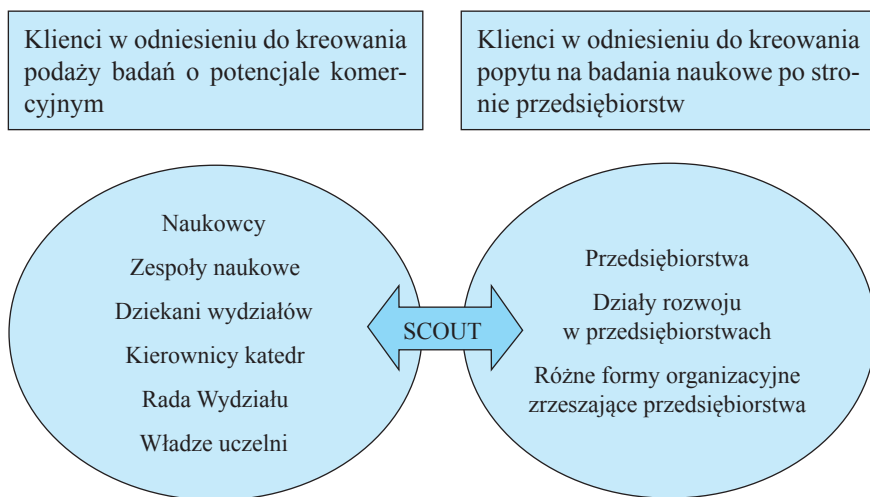 Klienci w odniesieniu do kreowania
podaży badań o potencjale komer-
cyjnym
Klienci w odniesieniu do kreowania
popytu na badania naukowe po stro-
nie przedsiębiorstw
Naukowcy
Zespoły naukowe
Dziekani wydziałów
Kierownicy katedr
Rada Wydziału
Władze uczelni
SCOUT
Przedsiębiorstwa
Działy rozwoju
w przedsiębiorstwach
Różne formy organizacyjne
zrzeszające przedsiębiorstwa